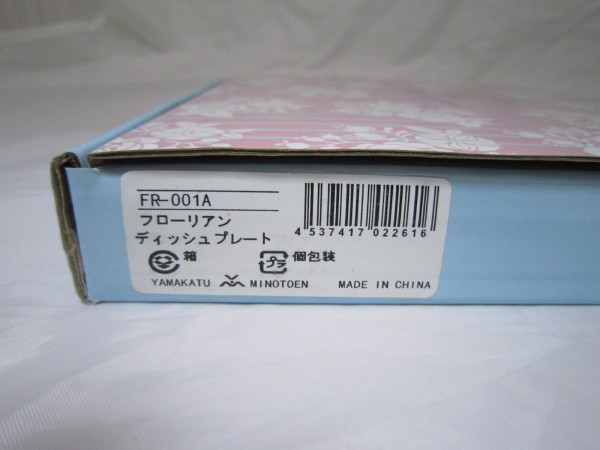 FR-001A
フローリアン
ディッシュプレート
4 537417 022616
箱 プラ 個包装
YAMAKATU MINOTOEN MADE IN CHINA